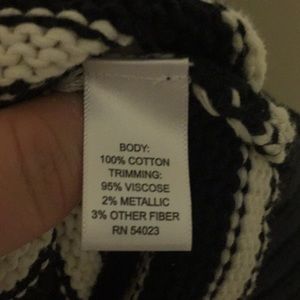 BODY:
100% COTTON
TRIMMING:
95% VISCOSE
2% METALLIC
3% OTHER FIBER
RN 54023